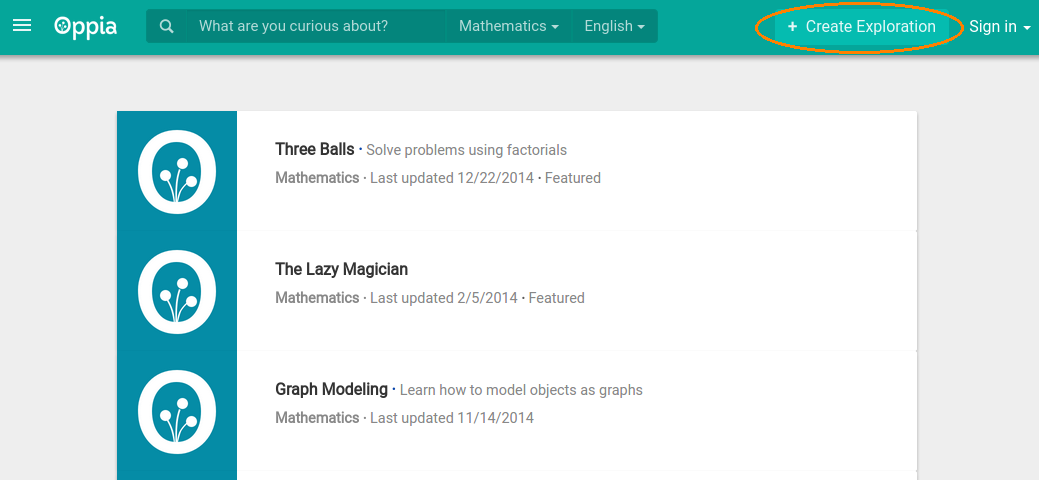 Oppia What are you curious about? Mathematics English + Create Exploration Sign in
Three Balls · Solve problems using factorials
Mathematics · Last updated 12/22/2014 · Featured
The Lazy Magician
Mathematics · Last updated 2/5/2014 · Featured
Graph Modeling · Learn how to model objects as graphs
Mathematics · Last updated 11/14/2014